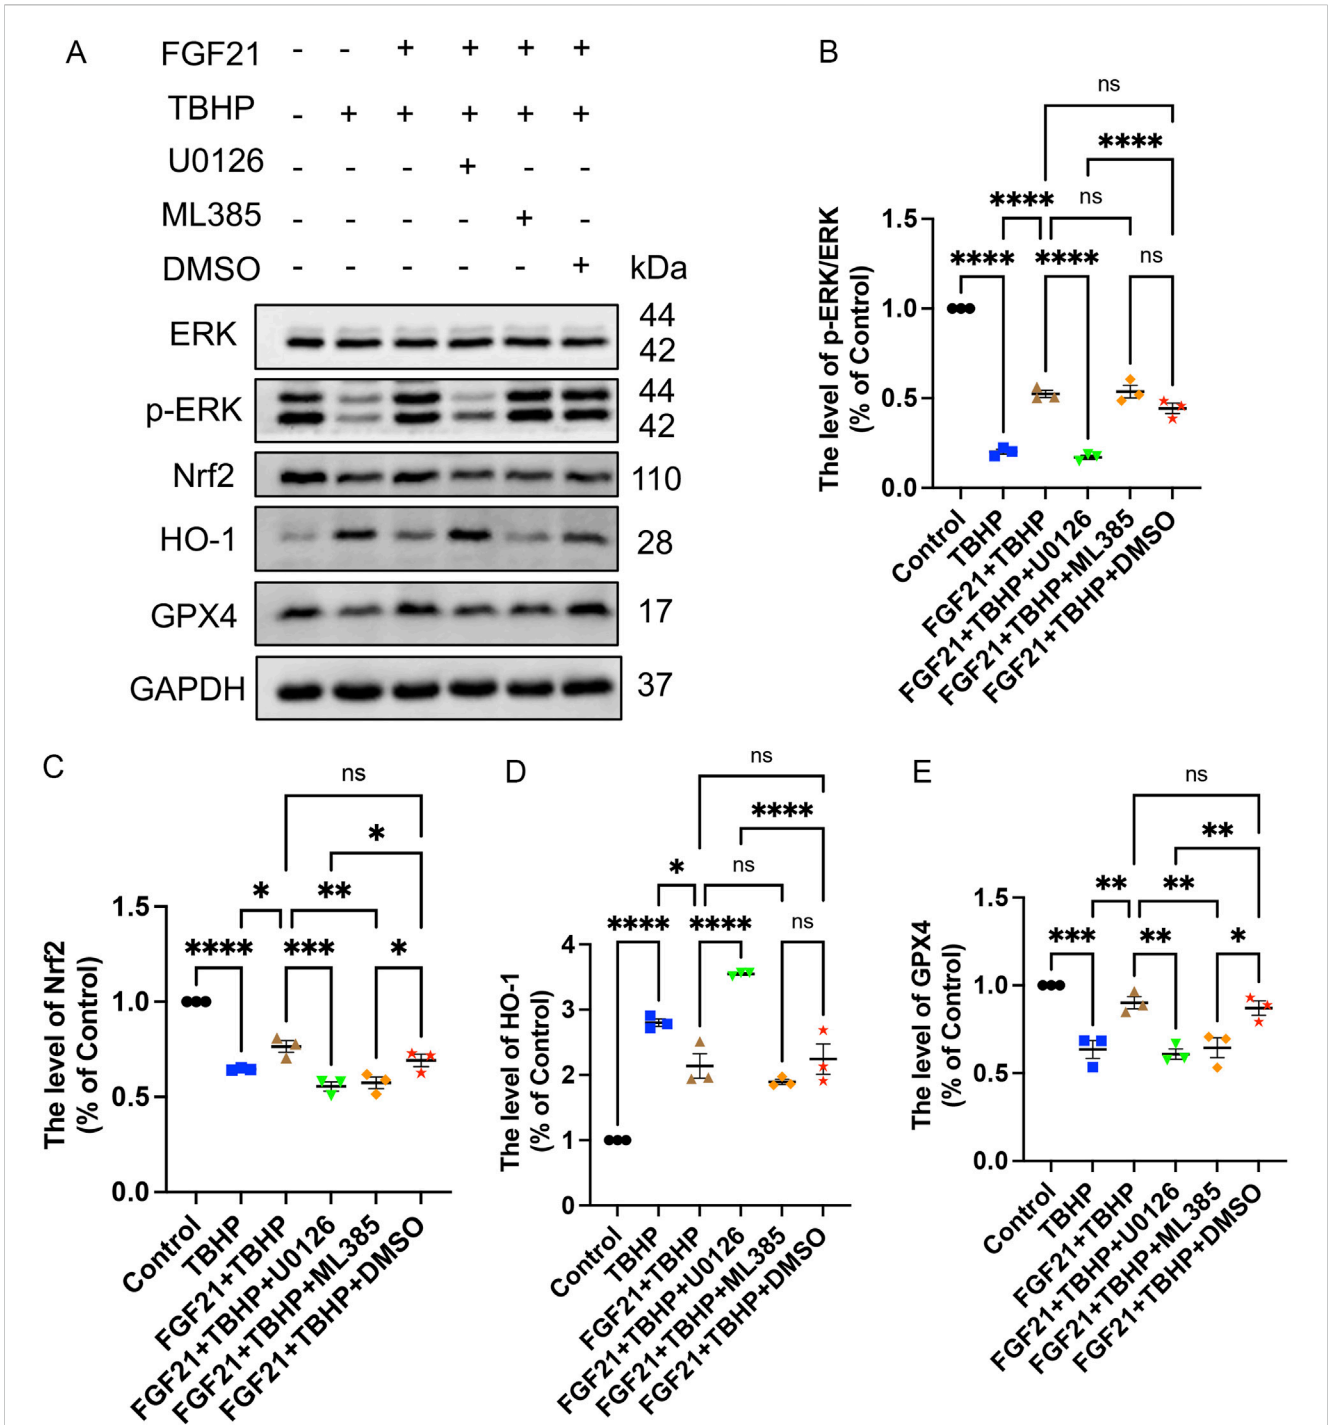 A
FGF21 - - + + + +
TBHP - + + + + +
U0126 - - - + - -
ML385 - - - - + -
DMSO - - - - - +
kDa
ERK 44
42
p-ERK 44
42
Nrf2 110
HO-1 28
GPX4 17
GAPDH 37
B
ns
****
**** ns
**** **** ns
The level of p-ERK/ERK
(% of Control)
1.5
1.0
0.5
0.0
Control
TBHP
FGF21+TBHP
FGF21+TBHP+U0126
FGF21+TBHP+ML385
FGF21+TBHP+DMSO
C
ns
*
* **
**** *** *
The level of Nrf2
(% of Control)
1.5
1.0
0.5
0.0
Control
TBHP
FGF21+TBHP
FGF21+TBHP+U0126
FGF21+TBHP+ML385
FGF21+TBHP+DMSO
D
ns
****
* ns
**** **** ns
The level of HO-1
(% of Control)
4
3
2
1
0
Control
TBHP
FGF21+TBHP
FGF21+TBHP+U0126
FGF21+TBHP+ML385
FGF21+TBHP+DMSO
E
ns
**
** **
*** ** *
The level of GPX4
(% of Control)
1.5
1.0
0.5
0.0
Control
TBHP
FGF21+TBHP
FGF21+TBHP+U0126
FGF21+TBHP+ML385
FGF21+TBHP+DMSO